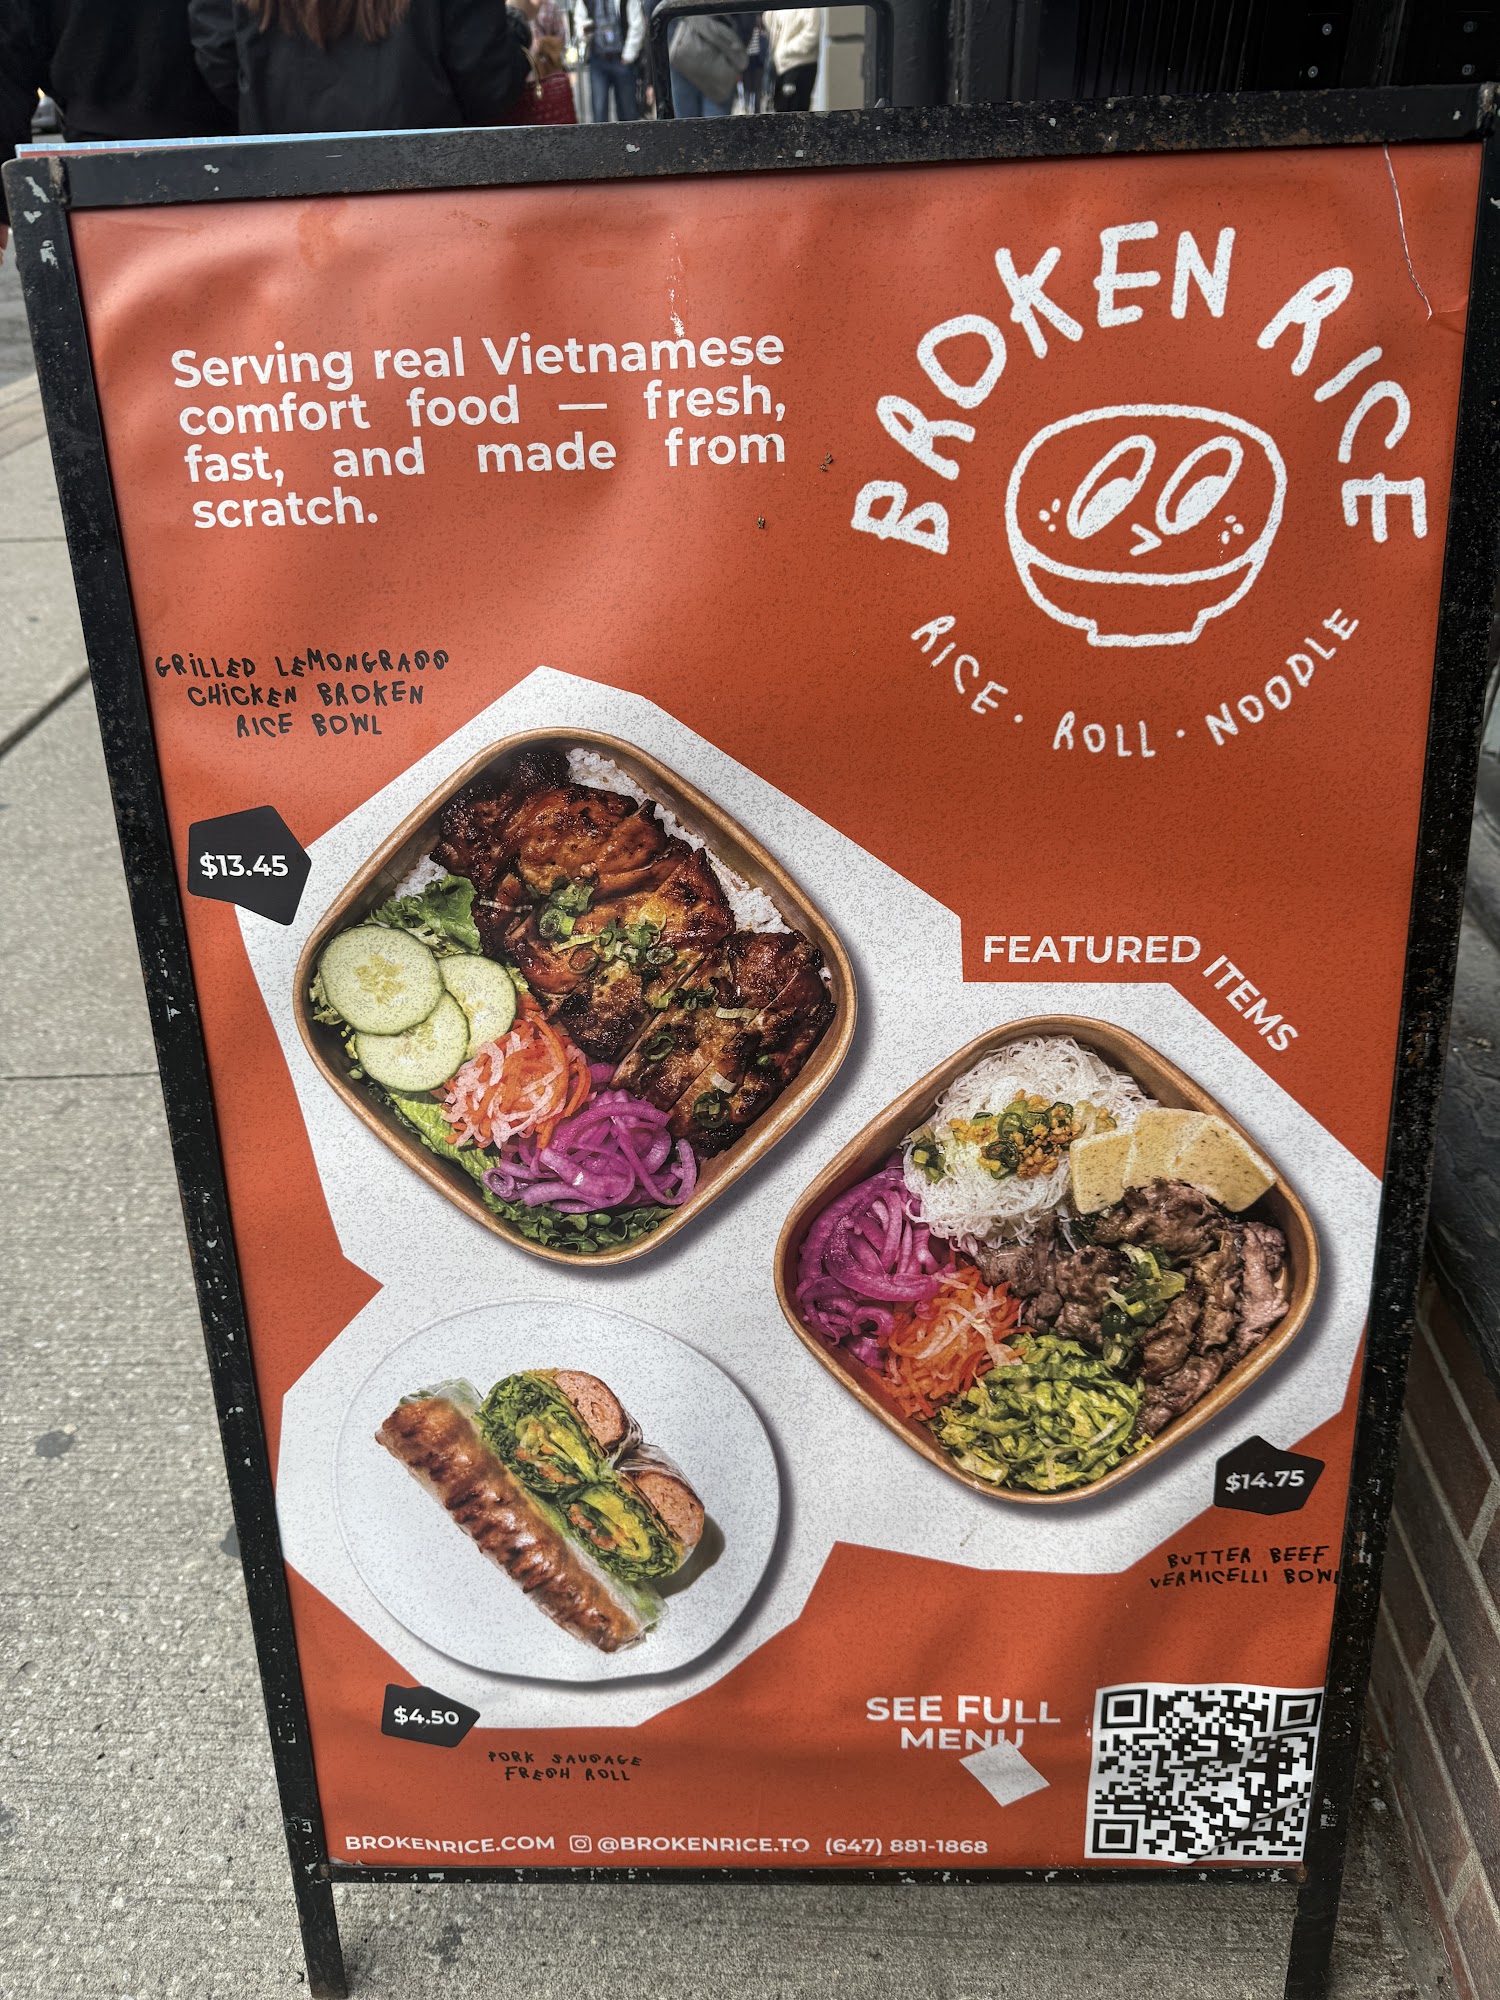 BROKEN RICE
RICE · ROLL · NOODLE
Serving real Vietnamese
comfort food — fresh,
fast, and made from
scratch.
GRILLED LEMONGRASS
CHICKEN BROKEN
RICE BOWL
$13.45
FEATURED ITEMS
$14.75
BUTTER BEEF
VERMICELLI BOWL
$4.50
PORK SAUSAGE
FRESH ROLL
SEE FULL
MENU
BROKENRICE.COM @BROKENRICE.TO (647) 881-1868